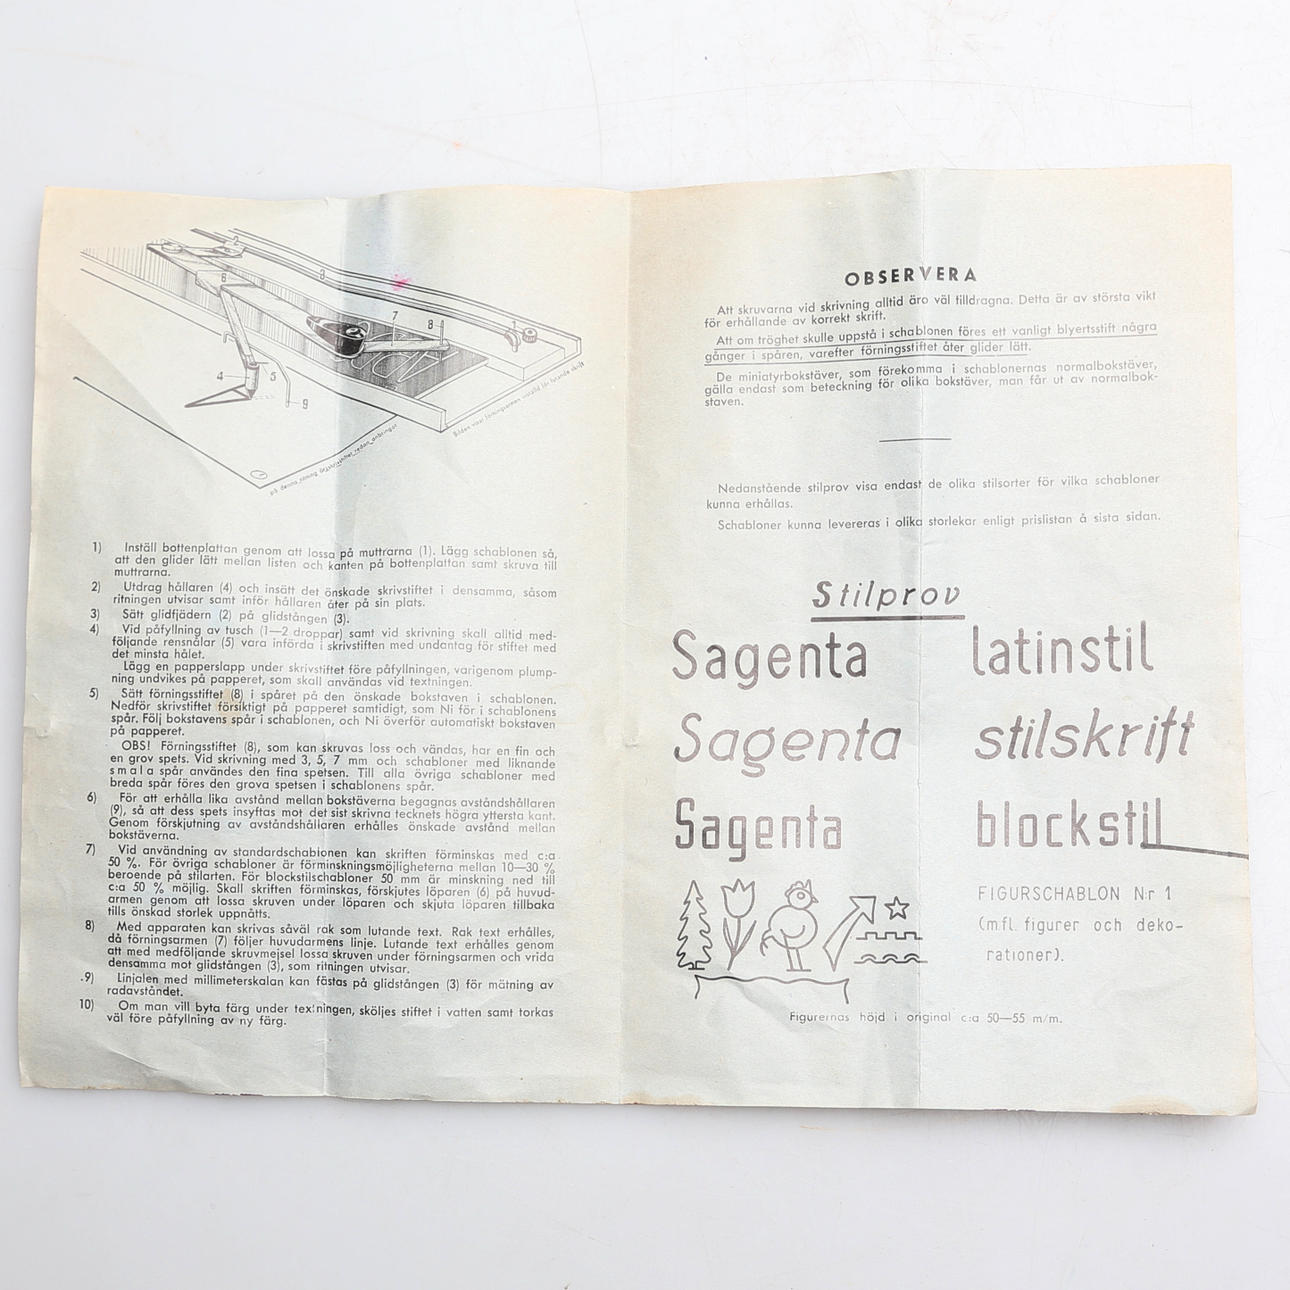 3
6
7
8
1
4
5
9
Bilden visar förningsarmen inställd för lutande skrift
på denna
1) Inställ bottenplattan genom att lossa på muttrarna (1). Lägg schablonen så,
att den glider lätt mellan listen och kanten på bottenplattan samt skruva till
muttrarna.
2) Utdrag hållaren (4) och insätt det önskade skrivstiftet i densamma, såsom
ritningen utvisar samt inför hållaren åter på sin plats.
3) Sätt glidfjädern (2) på glidstången (3).
4) Vid påfyllning av tusch (1—2 droppar) samt vid skrivning skall alltid med-
följande rensnålar (5) vara införda i skrivstiften med undantag för stiftet med
det minsta hålet.
Lägg en papperslapp under skrivstiftet före påfyllningen, varigenom plump-
ning undvikes på papperet, som skall användas vid textningen.
5) Sätt förningsstiftet (8) i spåret på den önskade bokstaven i schablonen.
Nedför skrivstiftet försiktigt på papperet samtidigt, som Ni för i schablonens
spår. Följ bokstavens spår i schablonen, och Ni överför automatiskt bokstaven
på papperet.
OBS! Förningsstiftet (8), som kan skruvas loss och vändas, har en fin och
en grov spets. Vid skrivning med 3, 5, 7 mm och schabloner med liknande
smala spår användes den fina spetsen. Till alla övriga schabloner med
breda spår föres den grova spetsen i schablonens spår.
6) För att erhålla lika avstånd mellan bokstäverna begagnas avståndshållaren
(9), så att dess spets insyftas mot det sist skrivna tecknets högra yttersta kant.
Genom förskjutning av avståndshållaren erhålles önskade avstånd mellan
bokstäverna.
7) Vid användning av standardschablonen kan skriften förminskas med c:a
50 %. För övriga schabloner är förminskningsmöjligheterna mellan 10—30 %
beroende på stilarten. För blockstilschabloner 50 mm är minskning ned till
c:a 50 % möjlig. Skall skriften förminskas, förskjutes löparen (6) på huvud-
armen genom att lossa skruven under löparen och skjuta löparen tillbaka
tills önskad storlek uppnåtts.
8) Med apparaten kan skrivas såväl rak som lutande text. Rak text erhålles,
då förningsarmen (7) följer huvudarmens linje. Lutande text erhålles genom
att med medföljande skruvmejsel lossa skruven under förningsarmen och vrida
densamma mot glidstången (3), som ritningen utvisar.
.9) Linjalen med millimeterskalan kan fästas på glidstången (3) för mätning av
radavståndet.
10) Om man vill byta färg under textningen, sköljes stiftet i vatten samt torkas
väl före påfyllning av ny färg.
OBSERVERA
Att skruvarna vid skrivning alltid äro väl tilldragna. Detta är av största vikt
för erhållande av korrekt skrift.
Att om tröghet skulle uppstå i schablonen föres ett vanligt blyertsstift några
gånger i spåren, varefter förningsstiftet åter glider lätt.
De miniatyrbokstäver, som förekomma i schablonernas normalbokstäver,
gälla endast som beteckning för olika bokstäver, man får ut av normalbok-
staven.
Nedanstående stilprov visa endast de olika stilsorter för vilka schabloner
kunna erhållas.
Schabloner kunna levereras i olika storlekar enligt prislistan å sista sidan.
Stilprov
Sagenta latinstil
Sagenta stilskrift
Sagenta blockstil
FIGURSCHABLON N:r 1
(m.fl. figurer och deko-
rationer).
Figurernas höjd i original c:a 50—55 m/m.